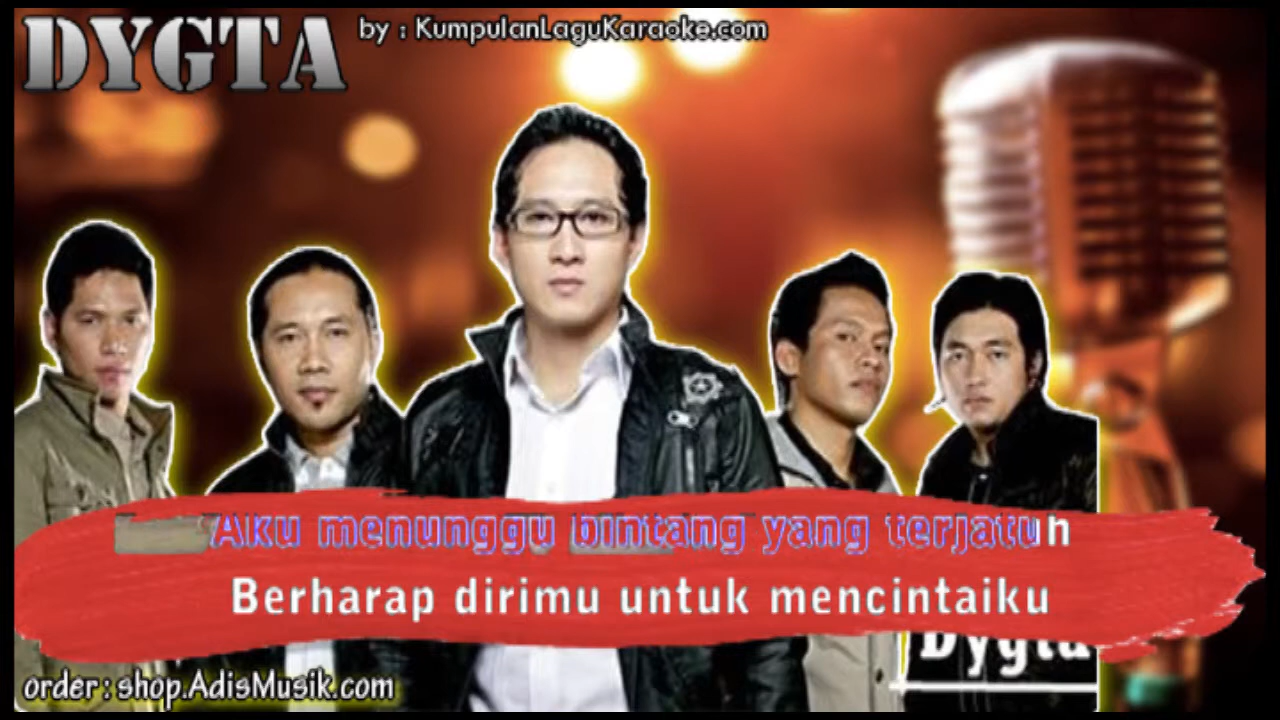 DYGTA
by : KumpulanLaguKaraoke.com
Aku menunggu bintang yang terjatuh
Berharap dirimu untuk mencintaiku
Dygta
order : shop.AdisMusik.com